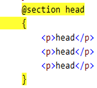 @section head
{
<p>head</p>
<p>head</p>
<p>head</p>
}